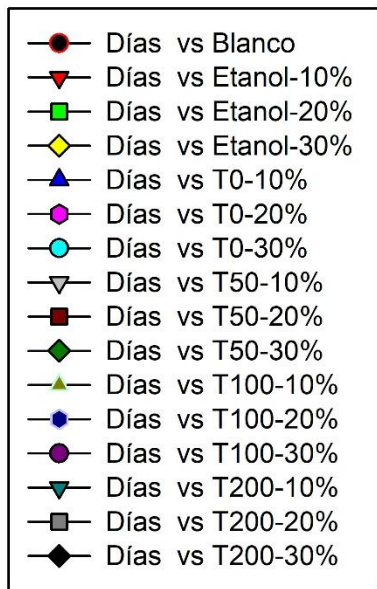 Días vs Blanco
Días vs Etanol-10%
Días vs Etanol-20%
Días vs Etanol-30%
Días vs T0-10%
Días vs T0-20%
Días vs T0-30%
Días vs T50-10%
Días vs T50-20%
Días vs T50-30%
Días vs T100-10%
Días vs T100-20%
Días vs T100-30%
Días vs T200-10%
Días vs T200-20%
Días vs T200-30%